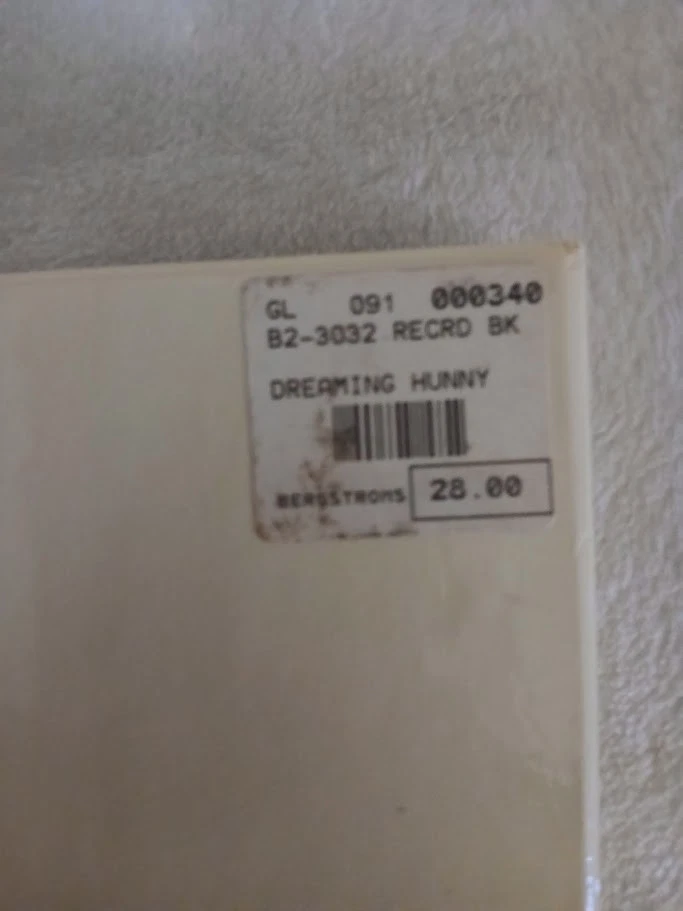 GL 091 000340
B2-3032 RECRD BK
DREAMING HUNNY
BERGSTROMS 28.00